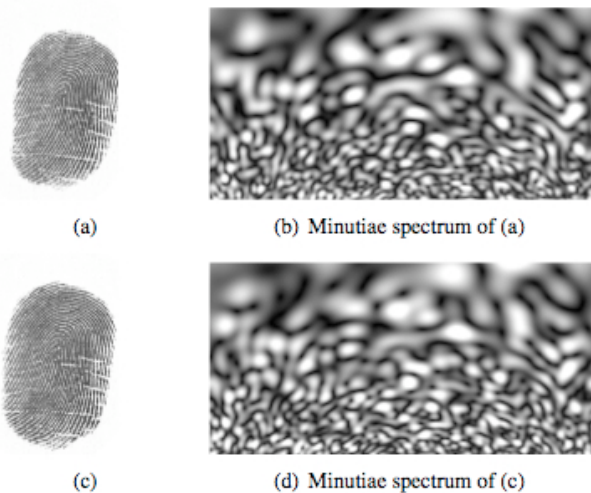 (a)
(b) Minutiae spectrum of (a)
(c)
(d) Minutiae spectrum of (c)